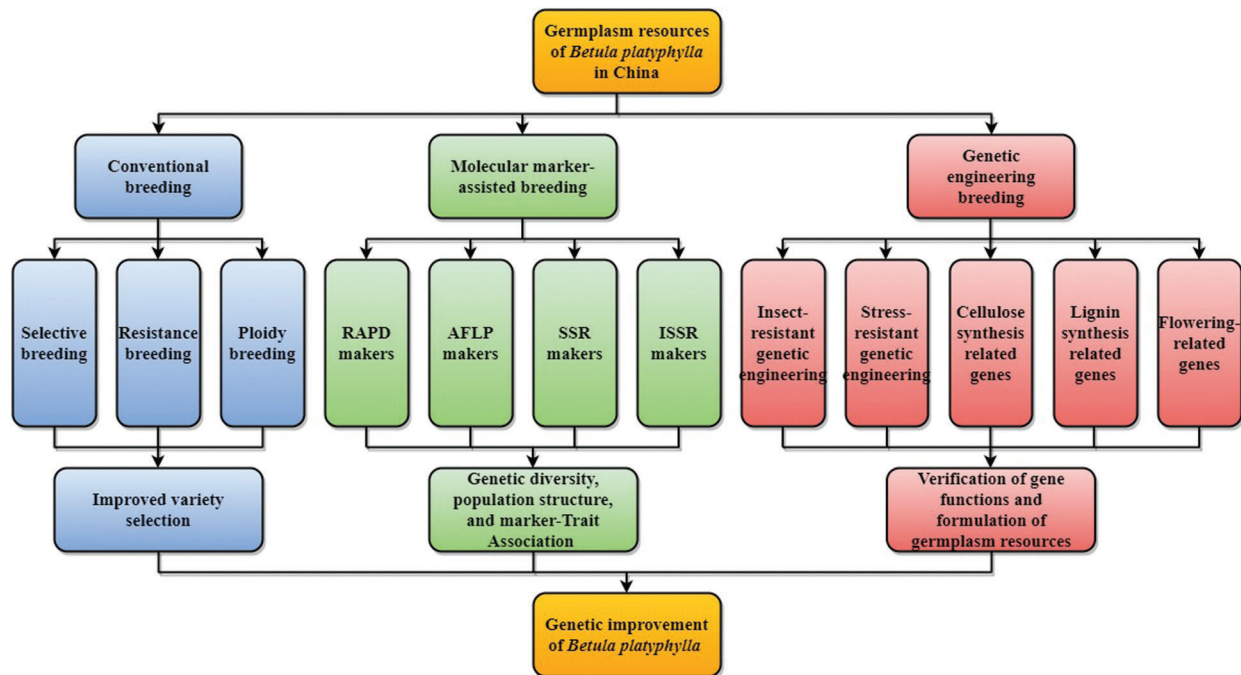 Germplasm resources
of Betula platyphylla
in China
Conventional
breeding
Molecular marker-
assisted breeding
Genetic
engineering
breeding
Selective
breeding
Resistance
breeding
Ploidy
breeding
RAPD
makers
AFLP
makers
SSR
makers
ISSR
makers
Insect-
resistant
genetic
engineering
Stress-
resistant
genetic
engineering
Cellulose
synthesis
related
genes
Lignin
synthesis
related
genes
Flowering-
related
genes
Improved variety
selection
Genetic diversity,
population structure,
and marker-Trait
Association
Verification of gene
functions and
formulation of
germplasm resources
Genetic improvement
of Betula platyphylla